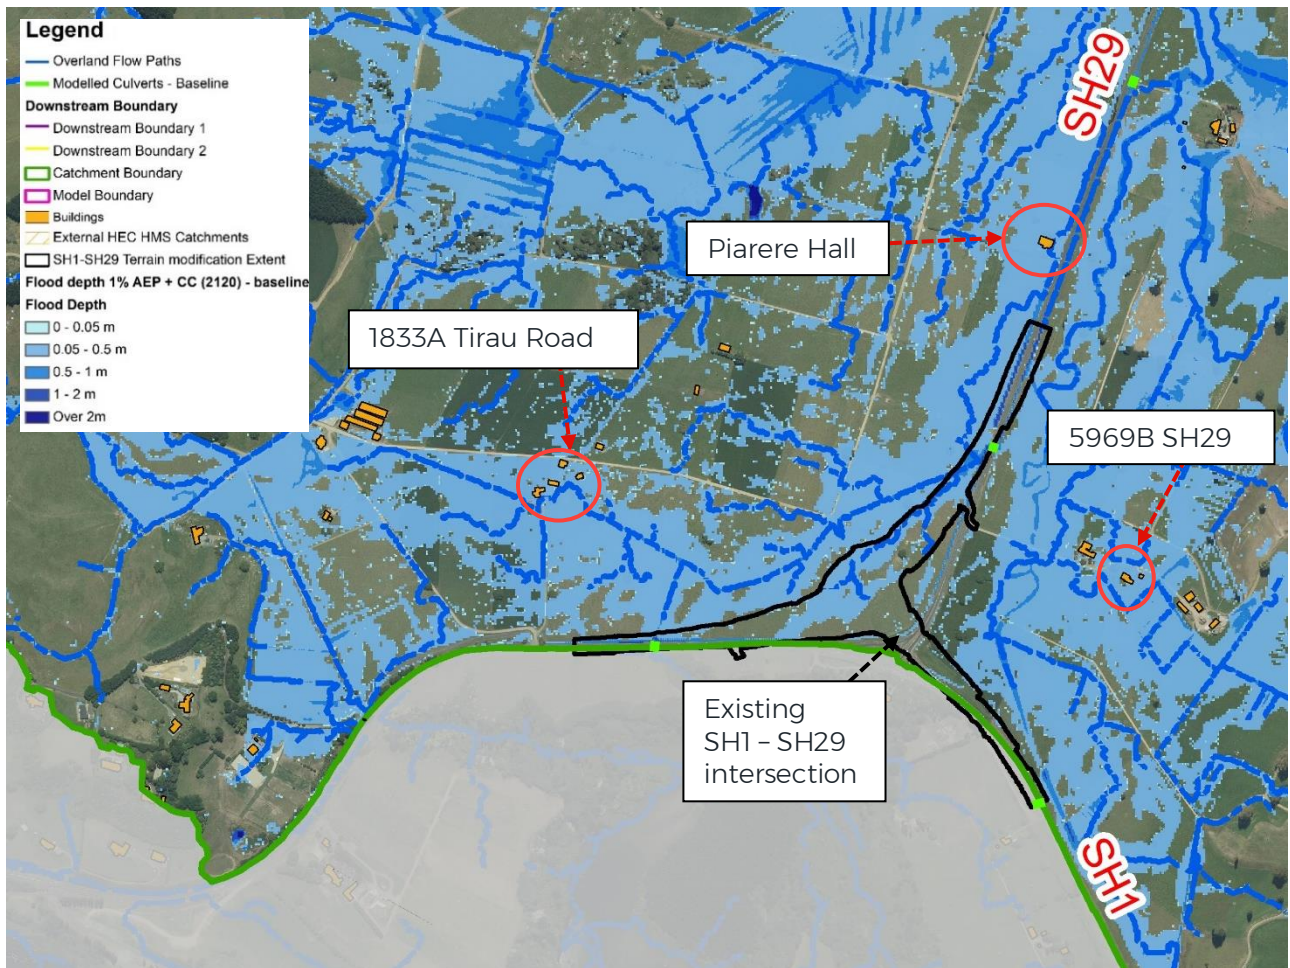 Legend
Overland Flow Paths
Modelled Culverts - Baseline
Downstream Boundary
Downstream Boundary 1
Downstream Boundary 2
Catchment Boundary
Model Boundary
Buildings
External HEC HMS Catchments
SH1-SH29 Terrain modification Extent
Flood depth 1% AEP + CC (2120) - baseline
Flood Depth
0 - 0.05 m
0.05 - 0.5 m
0.5 - 1 m
1 - 2 m
Over 2m
SH29
Piarere Hall
1833A Tirau Road
5969B SH29
Existing
SH1 – SH29
intersection
SH1